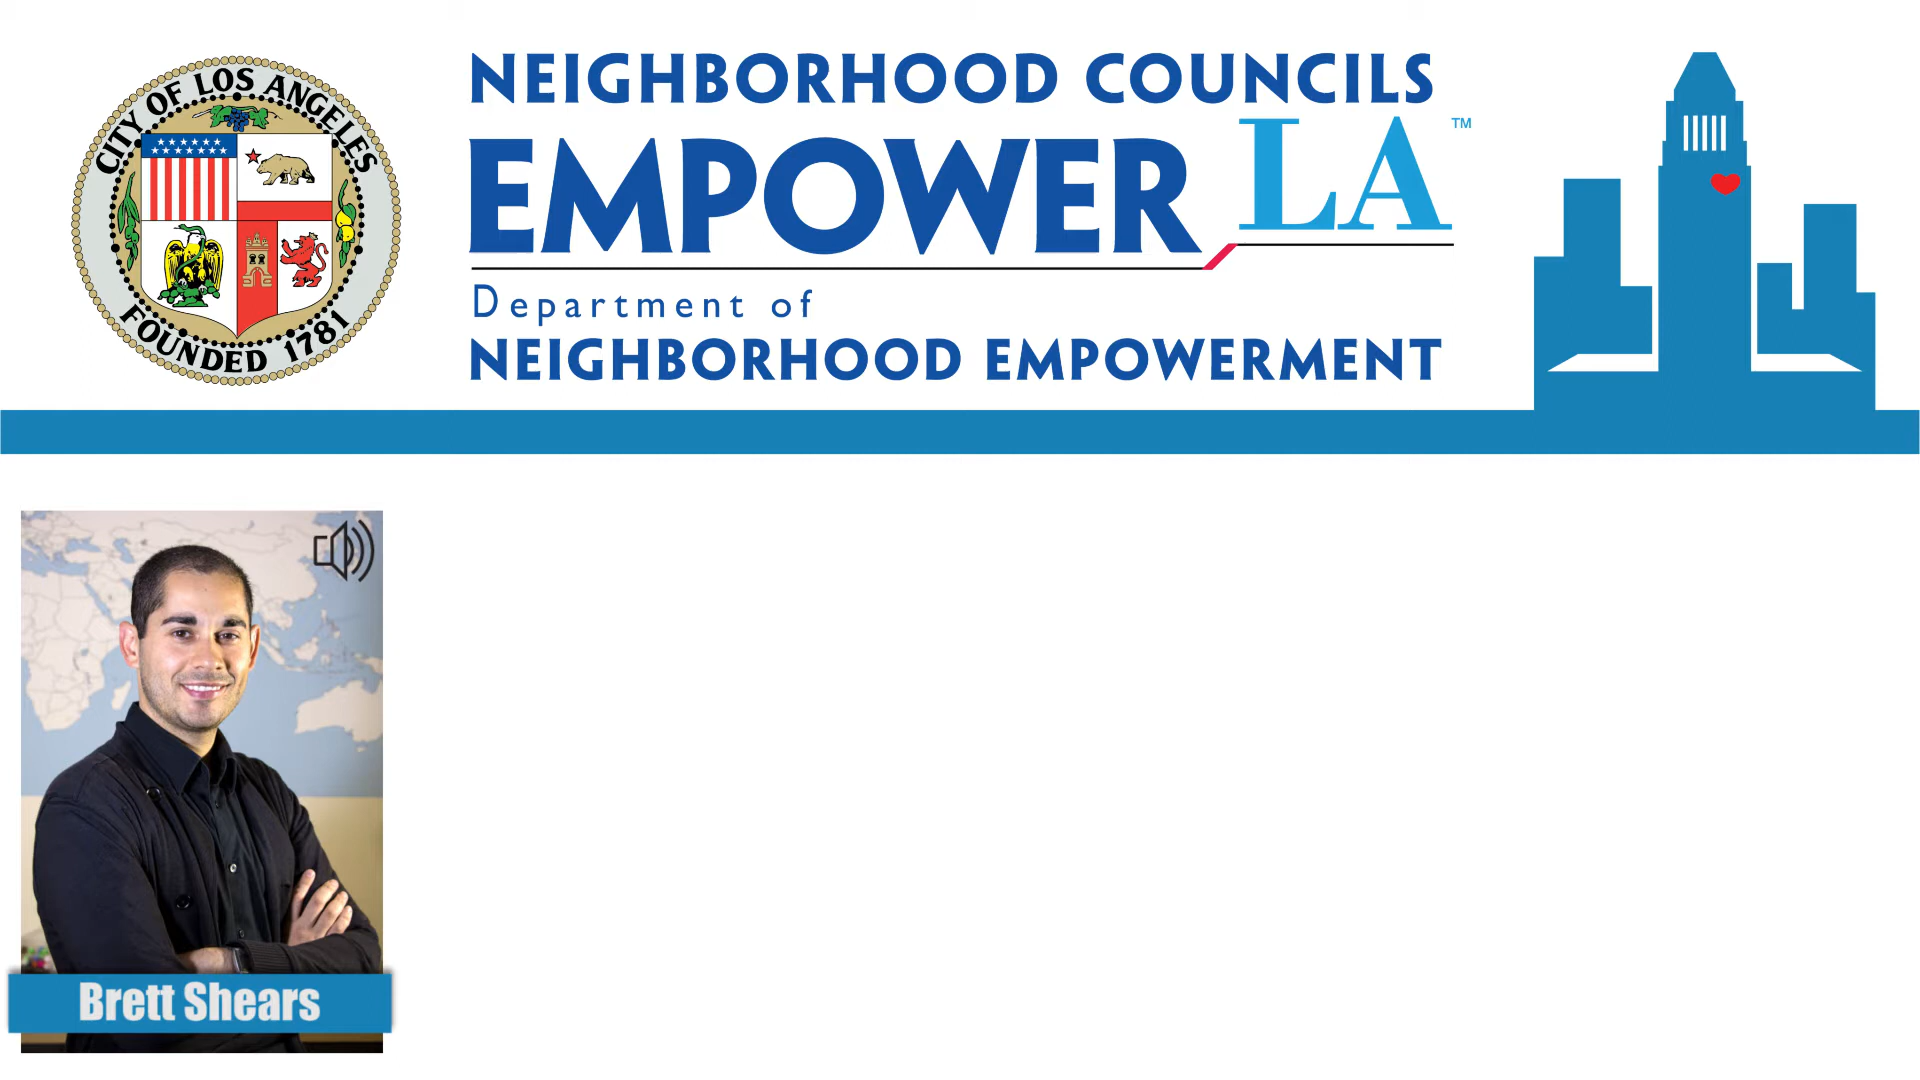 CITY OF LOS ANGELES
FOUNDED 1781
NEIGHBORHOOD COUNCILS
EMPOWER LA™
Department of
NEIGHBORHOOD EMPOWERMENT
Brett Shears